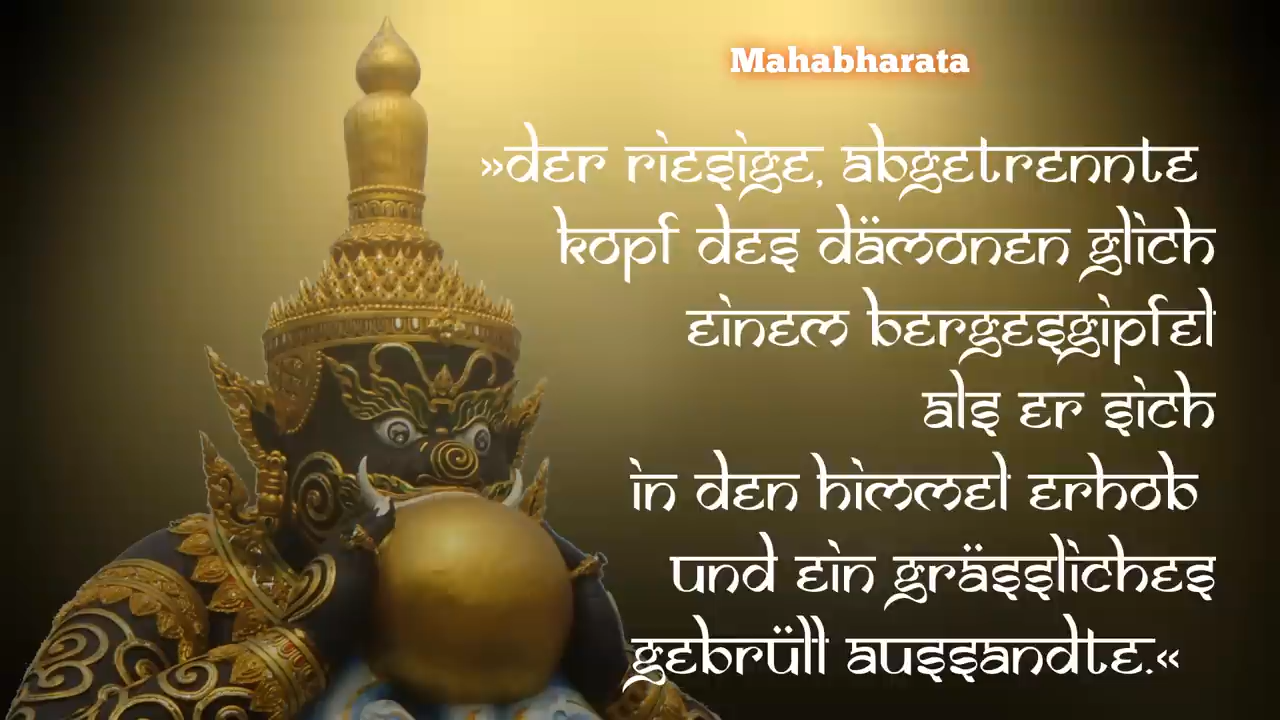 Mahabharata
»der riesige, abgetrennte
kopf des dämonen glich
einem bergesgipfel
als er sich
in den himmel erhob
und ein grässliches
gebrüll aussandte.«